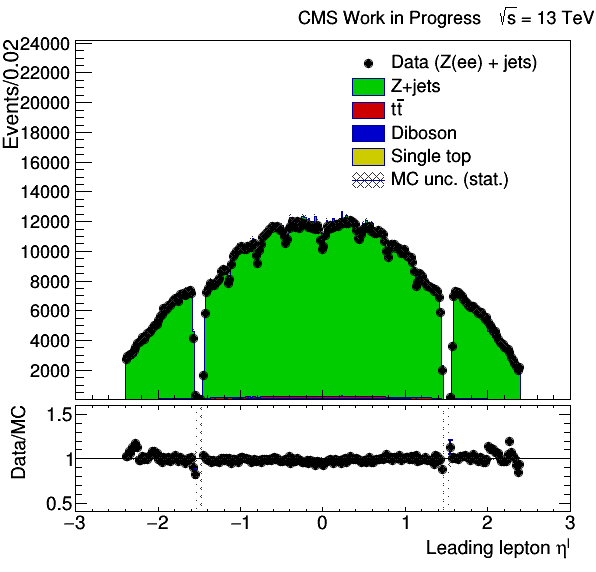 CMS Work in Progress √s = 13 TeV
Events/0.02
24000
22000
20000
18000
16000
14000
12000
10000
8000
6000
4000
2000
Data (Z(ee) + jets)
Z+jets
tt̅
Diboson
Single top
MC unc. (stat.)
Data/MC
1.5
1
0.5
−3 −2 −1 0 1 2 3
Leading lepton ηˡ